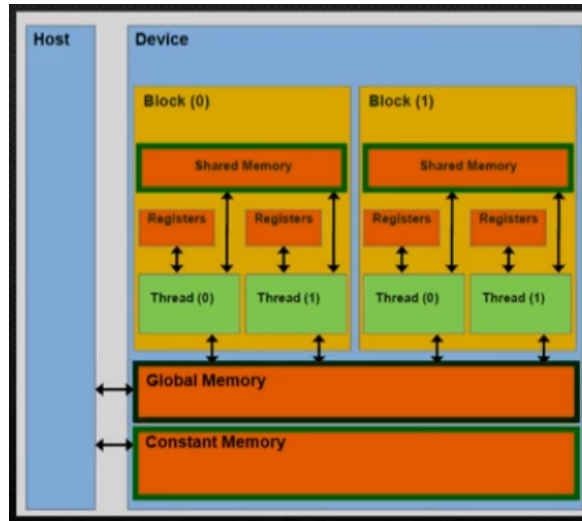 Host
Device
Block (0)
Block (1)
Shared Memory
Shared Memory
Registers
Registers
Registers
Registers
Thread (0)
Thread (1)
Thread (0)
Thread (1)
Global Memory
Constant Memory